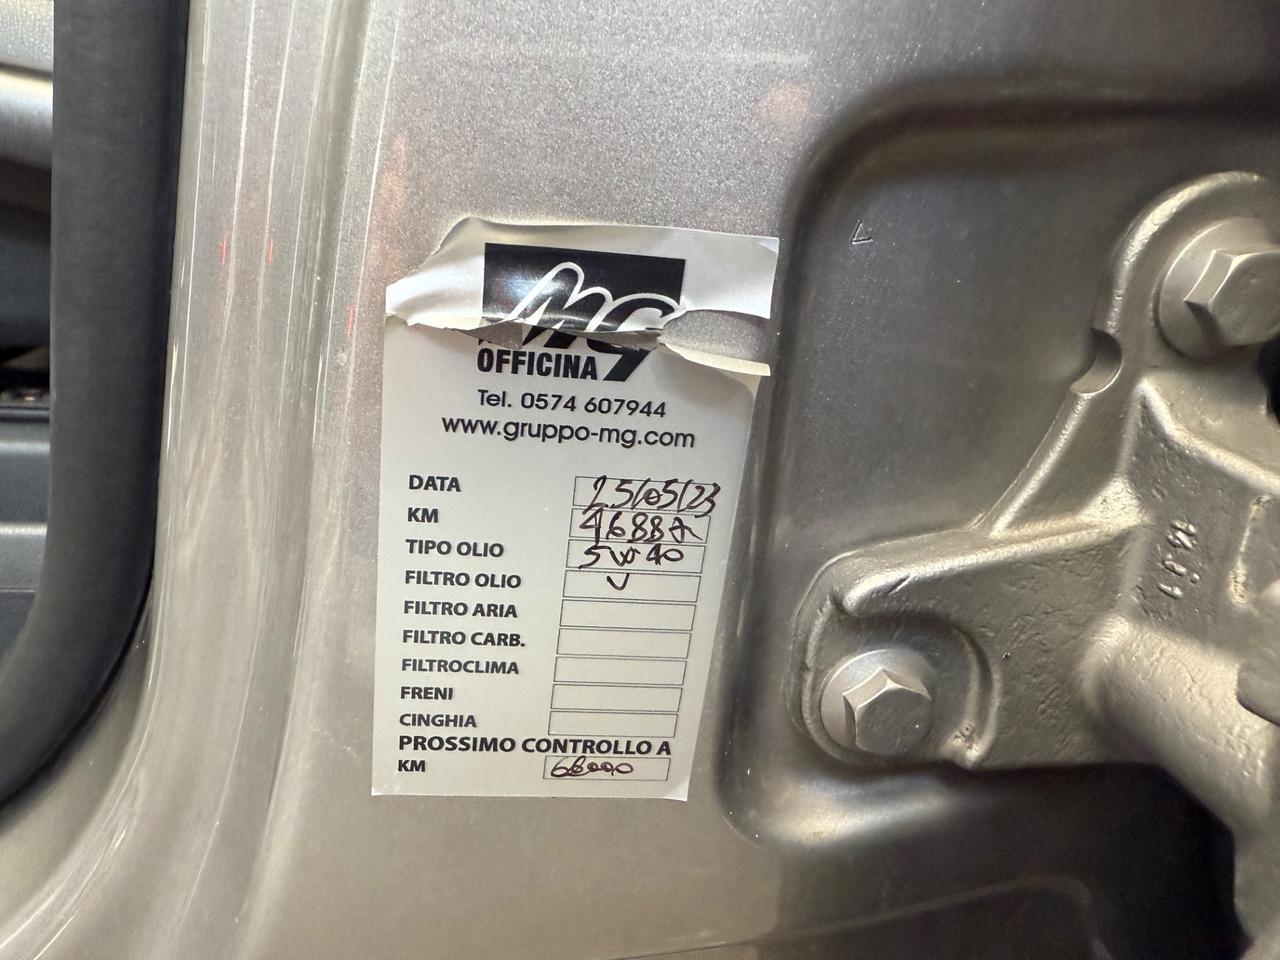 MG
OFFICINA
Tel. 0574 607944
www.gruppo-mg.com
DATA 25/05/23
KM
TIPO OLIO 5W40
FILTRO OLIO V
FILTRO ARIA
FILTRO CARB.
FILTROCLIMA
FRENI
CINGHIA
PROSSIMO CONTROLLO A
KM